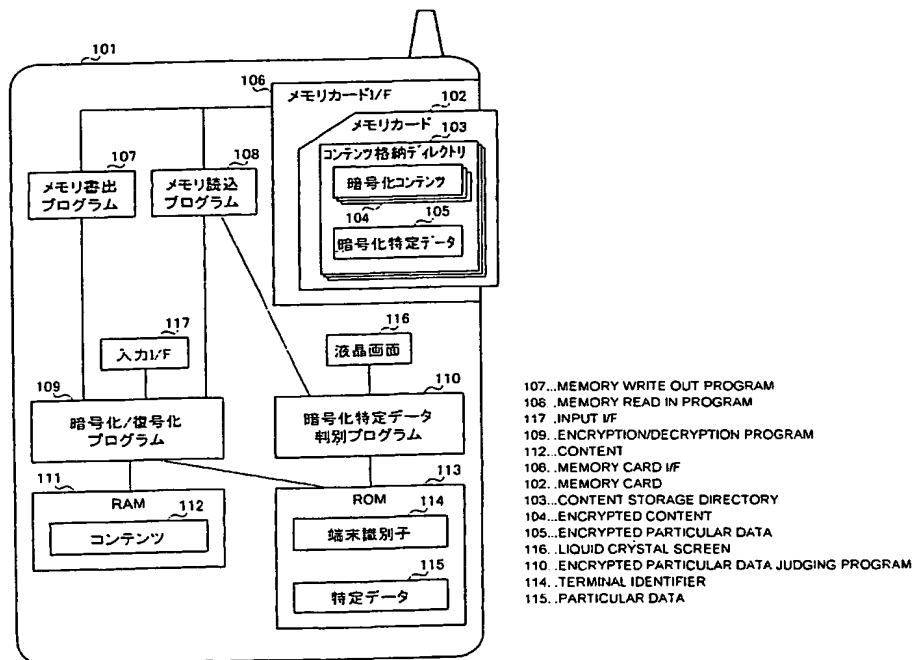 101
106
メモリカードI/F
102
メモリカード
103
コンテンツ格納ディレクトリ
暗号化コンテンツ
104
105
暗号化特定データ
107
メモリ書出
プログラム
108
メモリ読込
プログラム
117
入力I/F
116
液晶画面
109
暗号化/復号化
プログラム
110
暗号化特定データ
判別プログラム
111
RAM
112
コンテンツ
113
ROM
114
端末識別子
115
特定データ
107...MEMORY WRITE OUT PROGRAM
108..MEMORY READ IN PROGRAM
117 ..INPUT I/F
109...ENCRYPTION/DECRYPTION PROGRAM
112...CONTENT
106...MEMORY CARD I/F
102...MEMORY CARD
103...CONTENT STORAGE DIRECTORY
104...ENCRYPTED CONTENT
105...ENCRYPTED PARTICULAR DATA
116...LIQUID CRYSTAL SCREEN
110...ENCRYPTED PARTICULAR DATA JUDGING PROGRAM
114...TERMINAL IDENTIFIER
115...PARTICULAR DATA